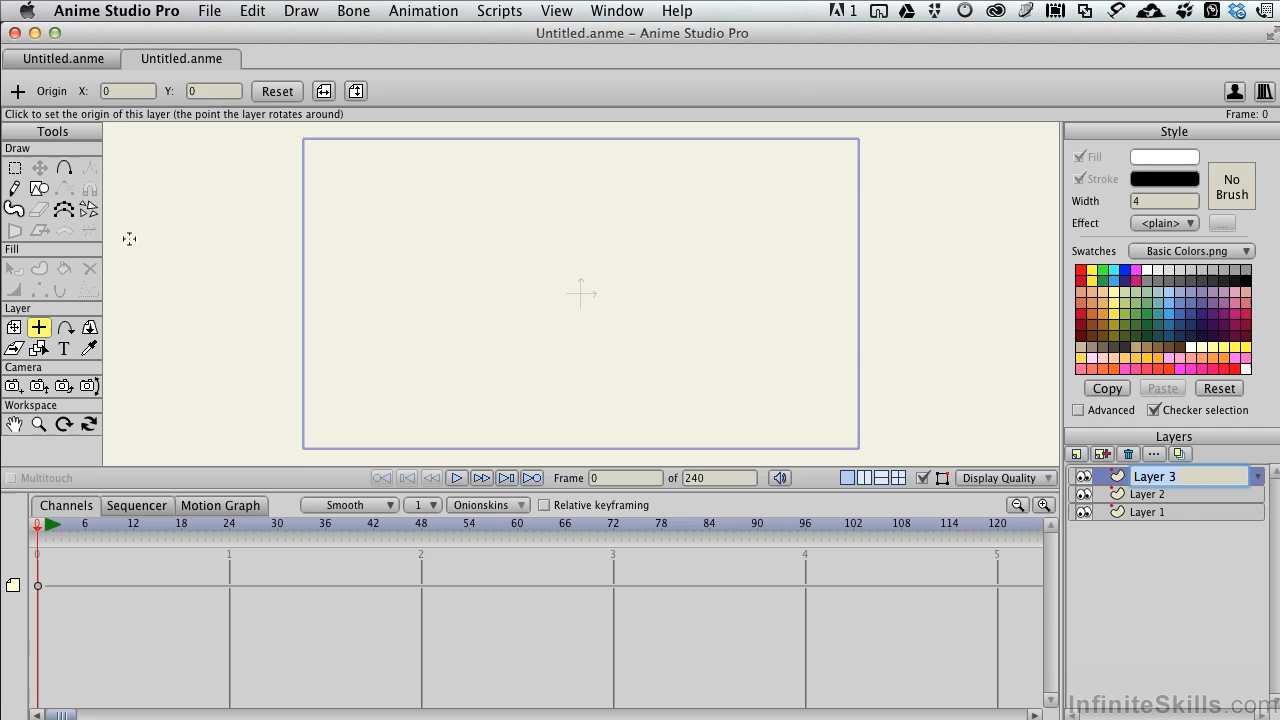 Anime Studio Pro File Edit Draw Bone Animation Scripts View Window Help 1
Untitled.anme - Anime Studio Pro
Untitled.anme Untitled.anme
Origin X: 0 Y: 0 Reset
Click to set the origin of this layer (the point the layer rotates around) Frame: 0
Tools
Draw
Fill
Layer
T
Camera
Workspace
Style
Fill
Stroke
No Brush
Width 4
Effect <plain> ...
Swatches Basic Colors.png
Copy Paste Reset
Advanced Checker selection
Layers
Layer 3
Layer 2
Layer 1
Multitouch Frame 0 of 240 Display Quality
Channels Sequencer Motion Graph Smooth 1 Onionskins Relative keyframing
0 6 12 18 24 30 36 42 48 54 60 66 72 78 84 90 96 102 108 114 120
0 1 2 3 4 5
InfiniteSkills.com